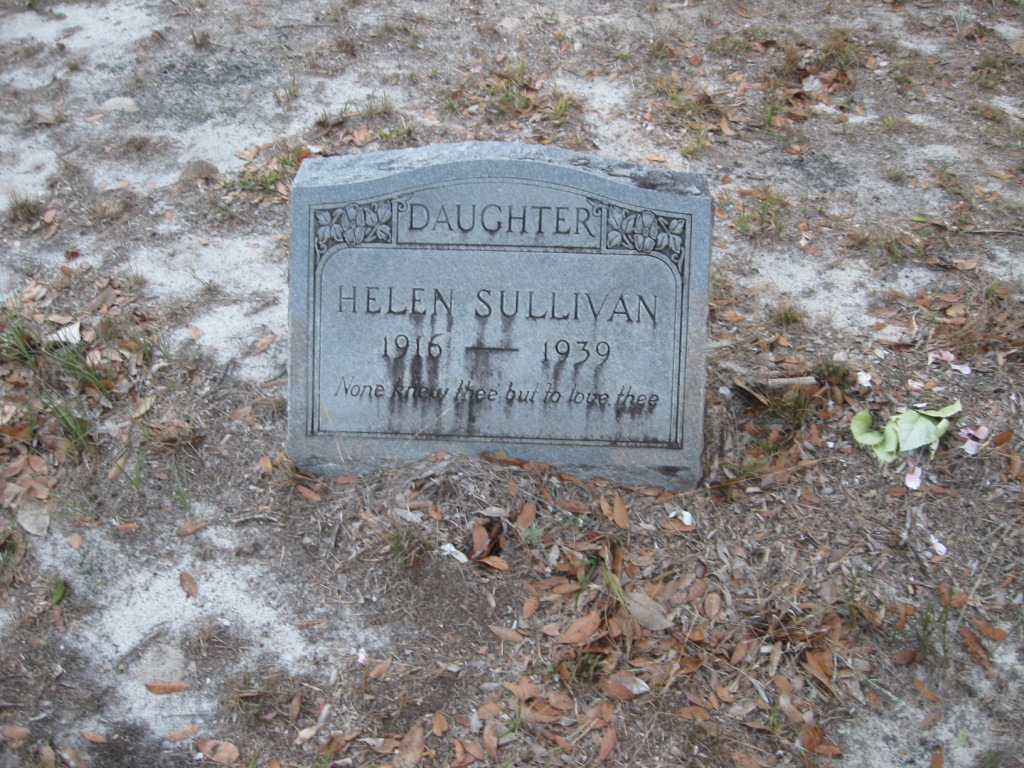 DAUGHTER
HELEN SULLIVAN
1916 — 1939
None knew thee but to love thee